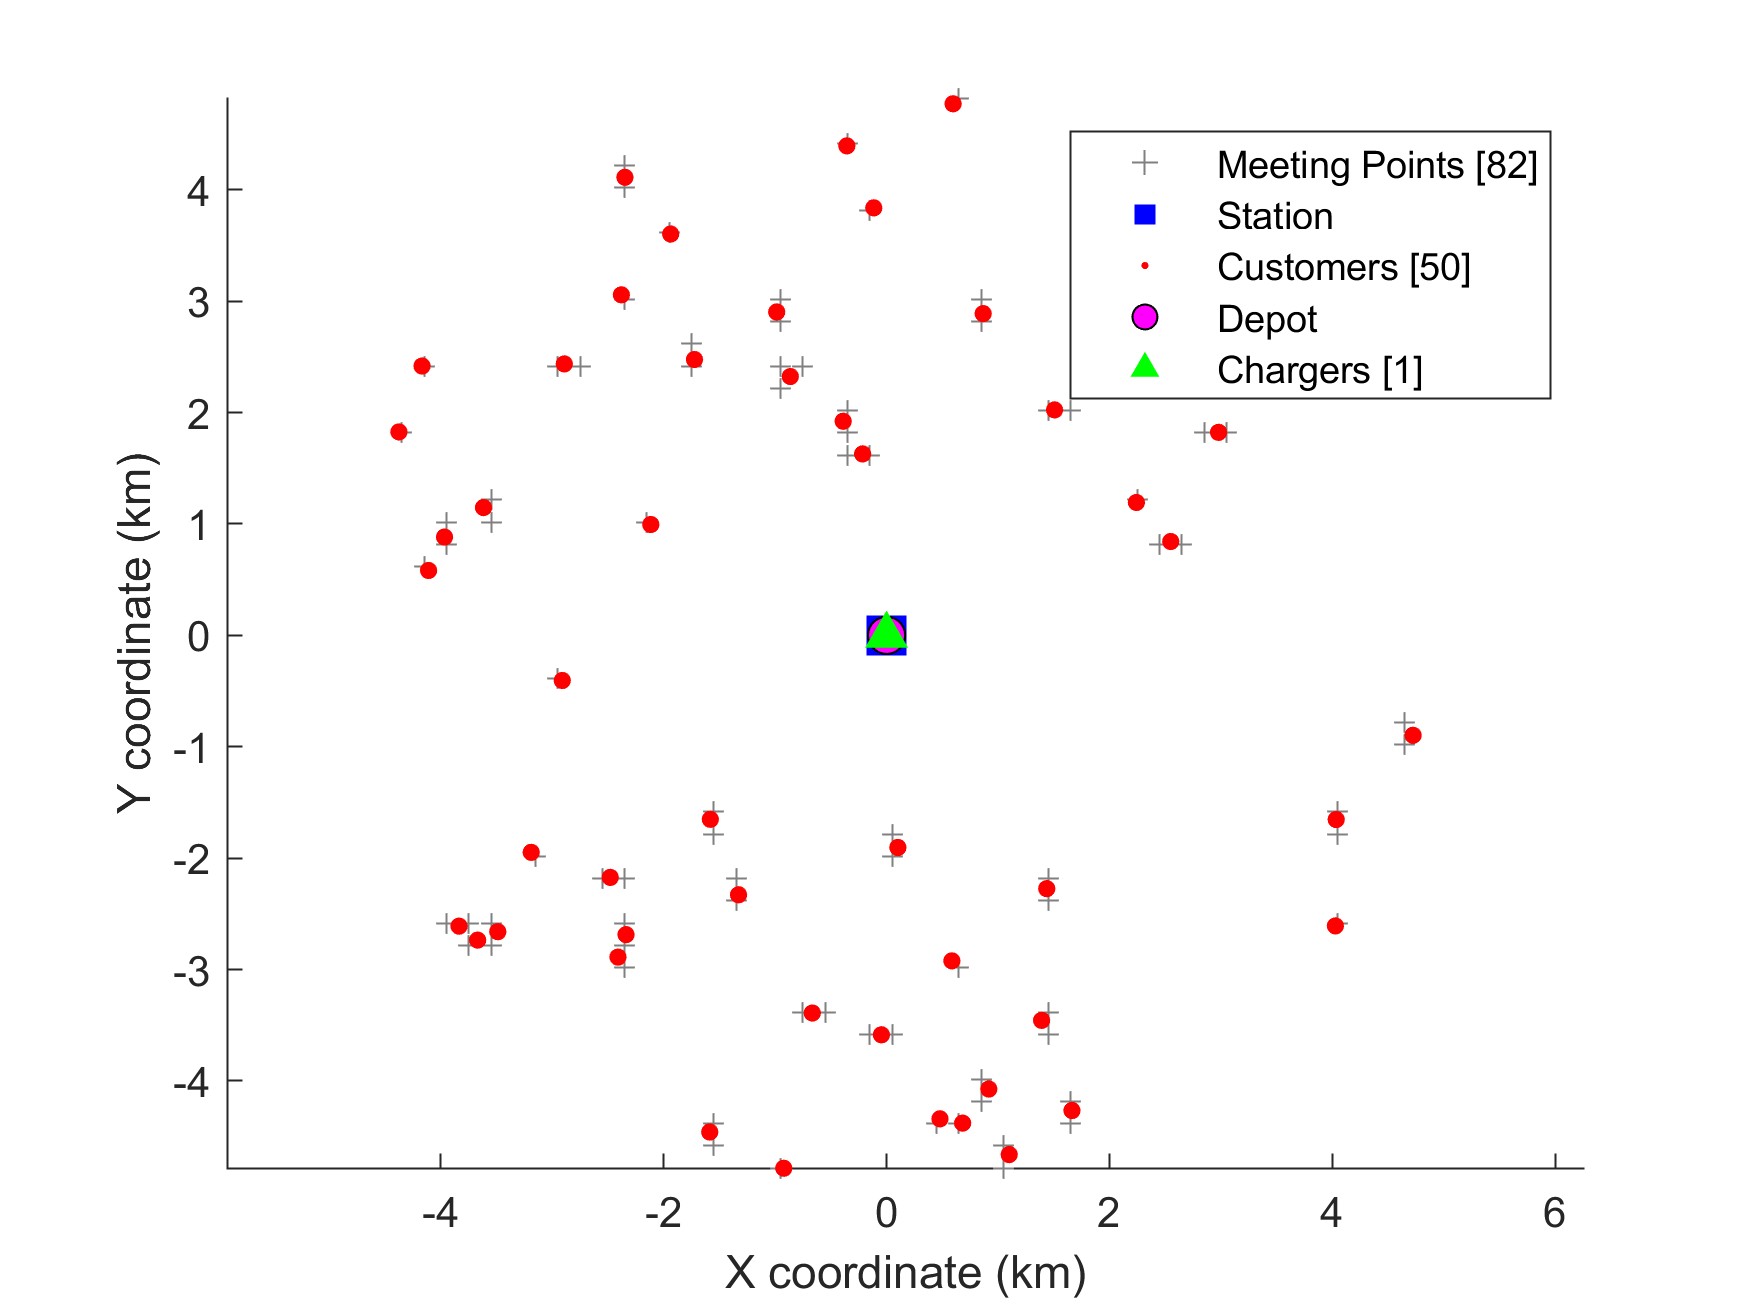 Meeting Points [82]
Station
Customers [50]
Depot
Chargers [1]
4
3
2
1
0
-1
-2
-3
-4
Y coordinate (km)
-4 -2 0 2 4 6
X coordinate (km)